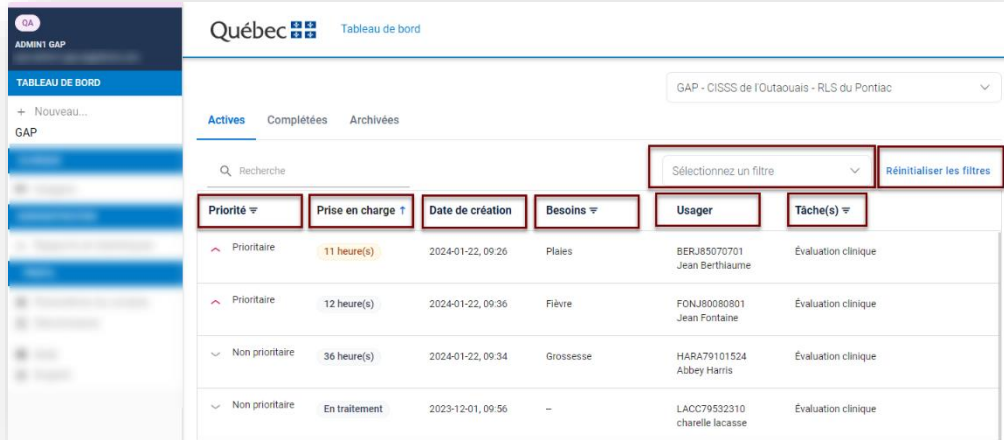 QA
ADMIN1 GAP
TABLEAU DE BORD
+ Nouveau...
GAP
Québec
Tableau de bord
GAP - CISSS de l'Outaouais - RLS du Pontiac
Actives Complétées Archivées
Recherche
Sélectionnez un filtre
Réinitialiser les filtres
Priorité Prise en charge ↑ Date de création Besoins Usager Tâche(s)
Prioritaire 11 heure(s) 2024-01-22, 09:26 Plaies BERJ85070701 Évaluation clinique
Jean Berthiaume
Prioritaire 12 heure(s) 2024-01-22, 09:36 Fièvre FONJ80080801 Évaluation clinique
Jean Fontaine
Non prioritaire 36 heure(s) 2024-01-22, 09:34 Grossesse HARA79101524 Évaluation clinique
Abbey Harris
Non prioritaire En traitement 2023-12-01, 09:56 -- LACC79532310 Évaluation clinique
charelle lacasse